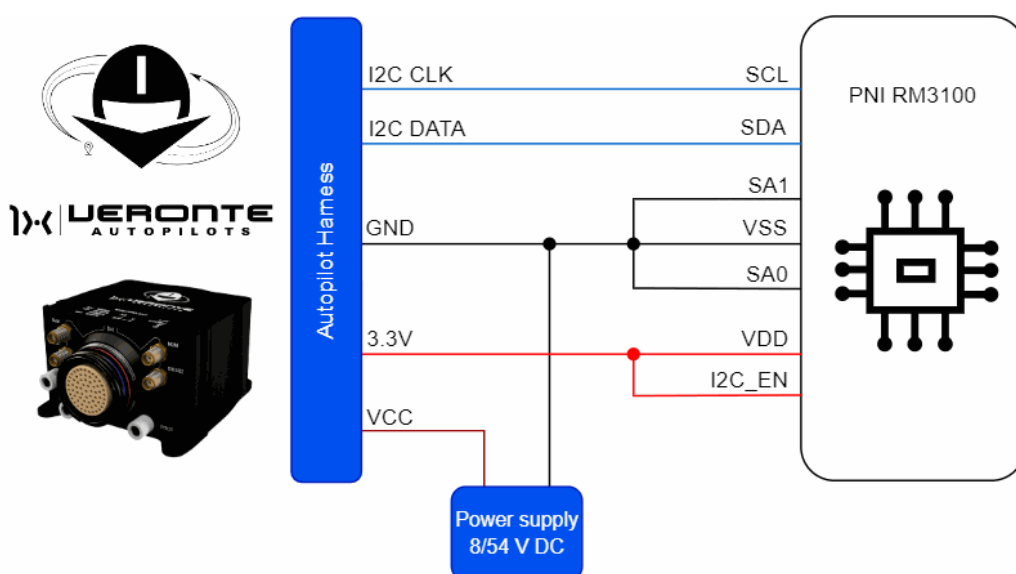 VERONTE
AUTOPILOTS
Autopilot Harness
I2C CLK
SCL
I2C DATA
SDA
SA1
GND
VSS
SA0
3.3V
VDD
I2C_EN
VCC
PNI RM3100
Power supply
8/54 V DC